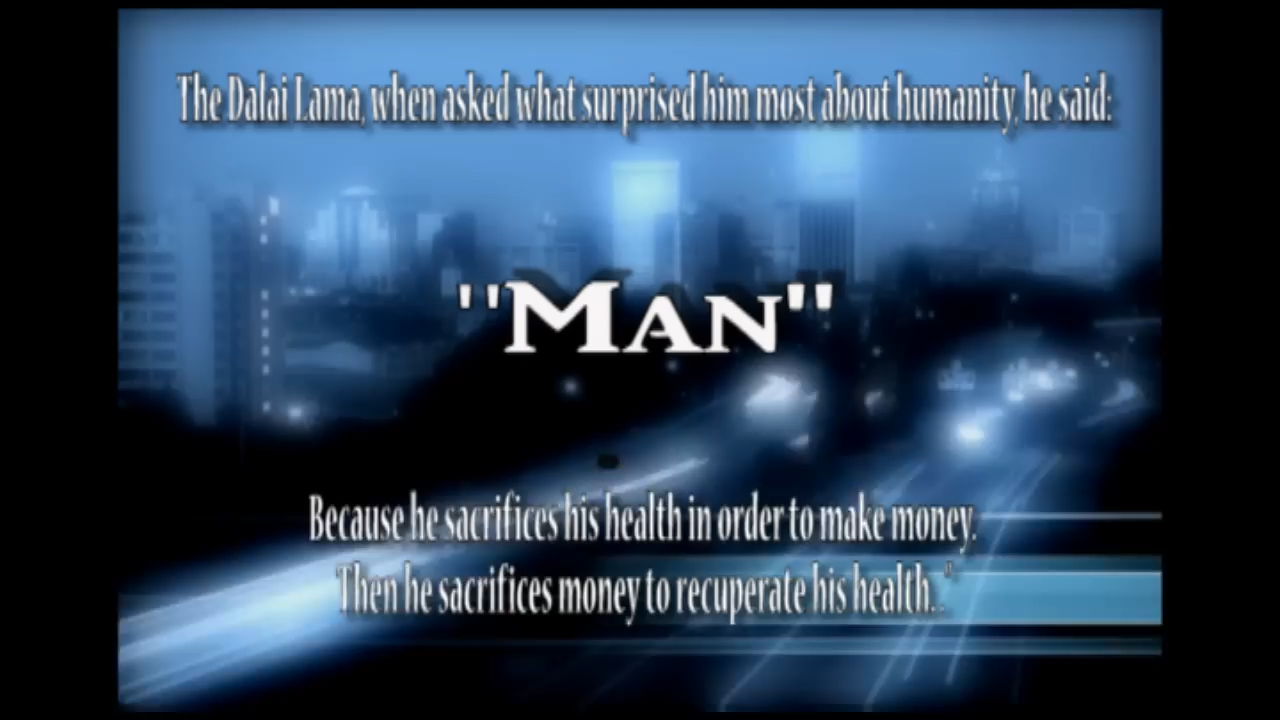 The Dalai Lama, when asked what surprised him most about humanity, he said:
"Man"
Because he sacrifices his health in order to make money.
Then he sacrifices money to recuperate his health.."